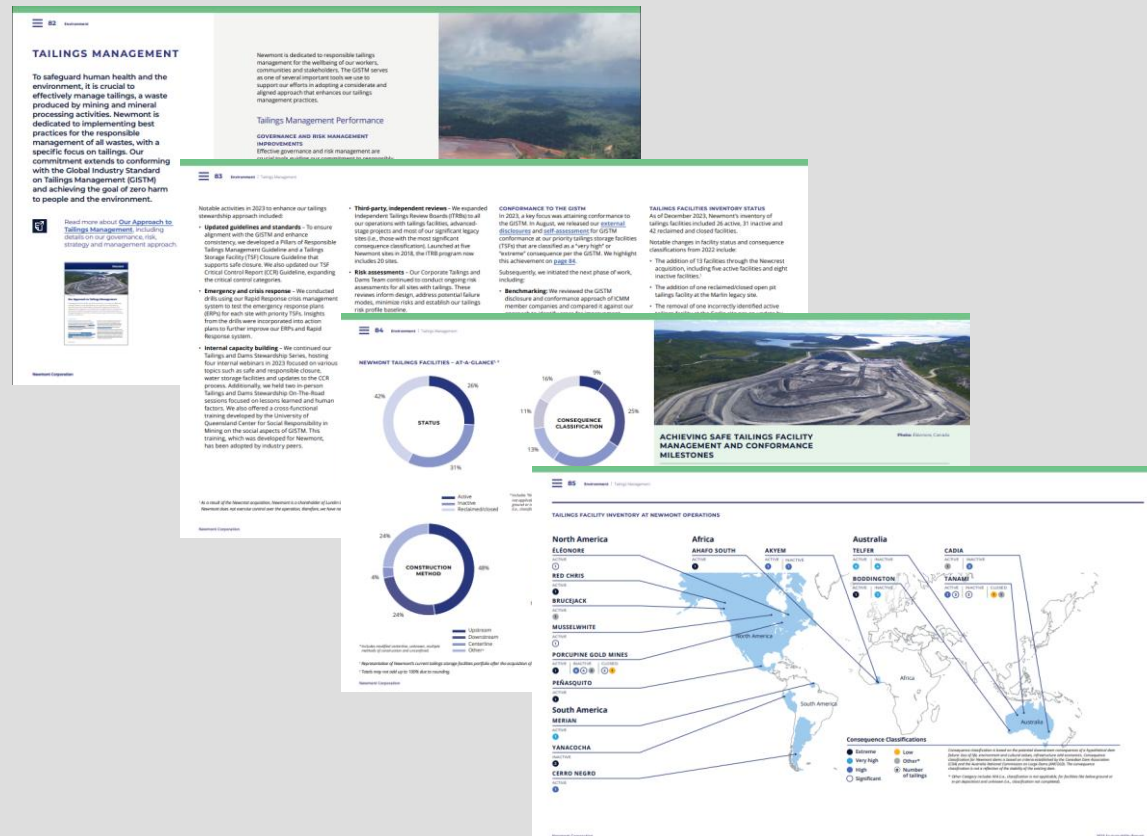 82 Environment
TAILINGS MANAGEMENT
To safeguard human health and the
environment, it is crucial to
effectively manage tailings, a waste
produced by mining and mineral
processing activities. Newmont is
dedicated to implementing best
practices for the responsible
management of all wastes, with a
specific focus on tailings. Our
commitment extends to conforming
with the Global Industry Standard
on Tailings Management (GISTM)
and achieving the goal of zero harm
to people and the environment.
Read more about Our Approach to
Tailings Management, including
details on our governance, risk,
strategy and management approach.
Newmont Corporation
Newmont is dedicated to responsible tailings
management for the wellbeing of our workers,
communities and stakeholders. The GISTM serves
as one of several important tools we use to
support our efforts in adopting a considerate and
aligned approach that enhances our tailings
management practices.
Tailings Management Performance
GOVERNANCE AND RISK MANAGEMENT
IMPROVEMENTS
Effective governance and risk management are
83 Environment | Tailings Management
Notable activities in 2023 to enhance our tailings
stewardship approach included:
• Updated guidelines and standards – To ensure
alignment with the GISTM and enhance
consistency, we developed a Pillars of Responsible
Tailings Management Guideline and a Tailings
Storage Facility (TSF) Closure Guideline that
supports safe closure. We also updated our TSF
Critical Control Report (CCR) Guideline, expanding
the critical control categories.
• Emergency and crisis response – We conducted
drills using our Rapid Response crisis management
system to test the emergency response plans
(ERPs) for each site with priority TSFs. Insights
from the drills were incorporated into action
plans to further improve our ERPs and Rapid
Response system.
• Internal capacity building – We continued our
Tailings and Dams Stewardship Series, hosting
four internal webinars in 2023 focused on various
topics such as safe and responsible closure,
water storage facilities and updates to the CCR
process. Additionally, we held two in-person
Tailings and Dams Stewardship On-The-Road
sessions focused on lessons learned and human
factors. We also offered a cross-functional
training developed by the University of
Queensland Center for Social Responsibility in
Mining on the social aspects of GISTM. This
training, which was developed for Newmont,
has been adopted by industry peers.
Newmont Corporation
• Third-party, independent reviews – We expanded
Independent Tailings Review Boards (ITRBs) to all
our operations with tailings facilities, advanced-
stage projects and most of our significant legacy
sites (i.e., those with the most significant
consequence classification). Launched at five
Newmont sites in 2018, the ITRB program now
includes 20 sites.
• Risk assessments – Our Corporate Tailings and
Dams Team continued to conduct ongoing risk
assessments for all sites with tailings. These
reviews inform design, address potential failure
modes, minimize risks and establish our tailings
risk profile baseline.
CONFORMANCE TO THE GISTM
In 2023, a key focus was attaining conformance to
the GISTM. In August, we released our external
disclosures and self-assessment for GISTM
conformance at our priority tailings storage facilities
(TSFs) that are classified as a "very high" or
"extreme" consequence per the GISTM. We highlight
this achievement on page 84.
Subsequently, we initiated the next phase of work,
including:
• Benchmarking: We reviewed the GISTM
disclosure and conformance approach of ICMM
member companies and compared it against our
TAILINGS FACILITIES INVENTORY STATUS
As of December 2023, Newmont's inventory of
tailings facilities included 26 active, 31 inactive and
42 reclaimed and closed facilities.
Notable changes in facility status and consequence
classifications from 2022 include:
• The addition of 13 facilities through the Newcrest
acquisition, including five active facilities and eight
inactive facilities.¹
• The addition of one reclaimed/closed open pit
tailings facility at the Marlin legacy site.
• The removal of one incorrectly identified active
84 Environment | Tailings Management
NEWMONT TAILINGS FACILITIES – AT-A-GLANCE
STATUS
26%
31%
42%
Active
Inactive
Reclaimed/closed
CONSEQUENCE
CLASSIFICATION
9%
25%
13%
11%
16%
CONSTRUCTION
METHOD
48%
24%
4%
24%
Upstream
Downstream
Centerline
Other
Newmont Corporation
Photo: Éléonore, Canada
ACHIEVING SAFE TAILINGS FACILITY
MANAGEMENT AND CONFORMANCE
MILESTONES
85 Environment | Tailings Management
TAILINGS FACILITY INVENTORY AT NEWMONT OPERATIONS
North America
ÉLÉONORE
ACTIVE
RED CHRIS
ACTIVE
BRUCEJACK
ACTIVE
MUSSELWHITE
ACTIVE
PORCUPINE GOLD MINES
ACTIVE INACTIVE CLOSED
PEÑASQUITO
ACTIVE
South America
MERIAN
ACTIVE
YANACOCHA
INACTIVE
CERRO NEGRO
ACTIVE
Africa
AHAFO SOUTH
ACTIVE
AKYEM
ACTIVE INACTIVE
Australia
TELFER
ACTIVE INACTIVE
BODDINGTON
ACTIVE INACTIVE
CADIA
ACTIVE INACTIVE
TANAMI
ACTIVE INACTIVE CLOSED
North America
South America
Africa
Australia
Consequence Classifications
Extreme
Very high
High
Significant
Low
Other*
Number
of tailings